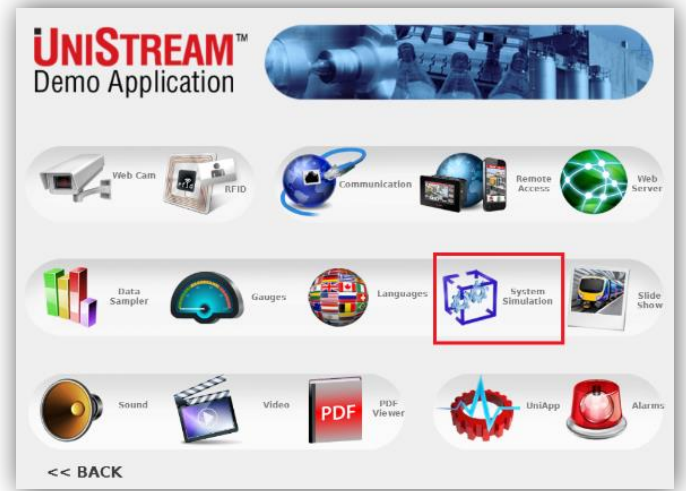 UNISTREAM™
Demo Application
Web Cam
RFID
Communication
Remote
Access
Web
Server
Data
Sampler
Gauges
Languages
System
Simulation
Slide
Show
Sound
Video
PDF
PDF
Viewer
UniApp
Alarms
<< BACK